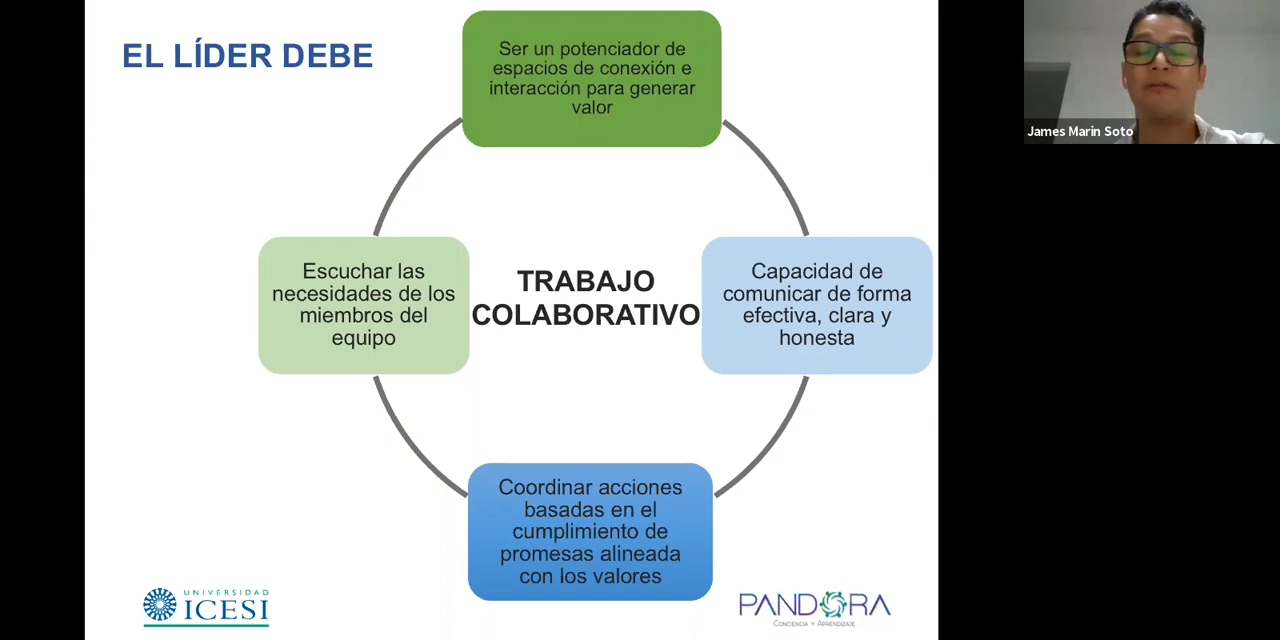 EL LÍDER DEBE
Ser un potenciador de
espacios de conexión e
interacción para generar
valor
James Marin Soto
Escuchar las
necesidades de los
miembros del
equipo
TRABAJO
COLABORATIVO
Capacidad de
comunicar de forma
efectiva, clara y
honesta
Coordinar acciones
basadas en el
cumplimiento de
promesas alineada
con los valores
UNIVERSIDAD
ICESI
PANDORA
CONCIENCIA Y APRENDIZAJE